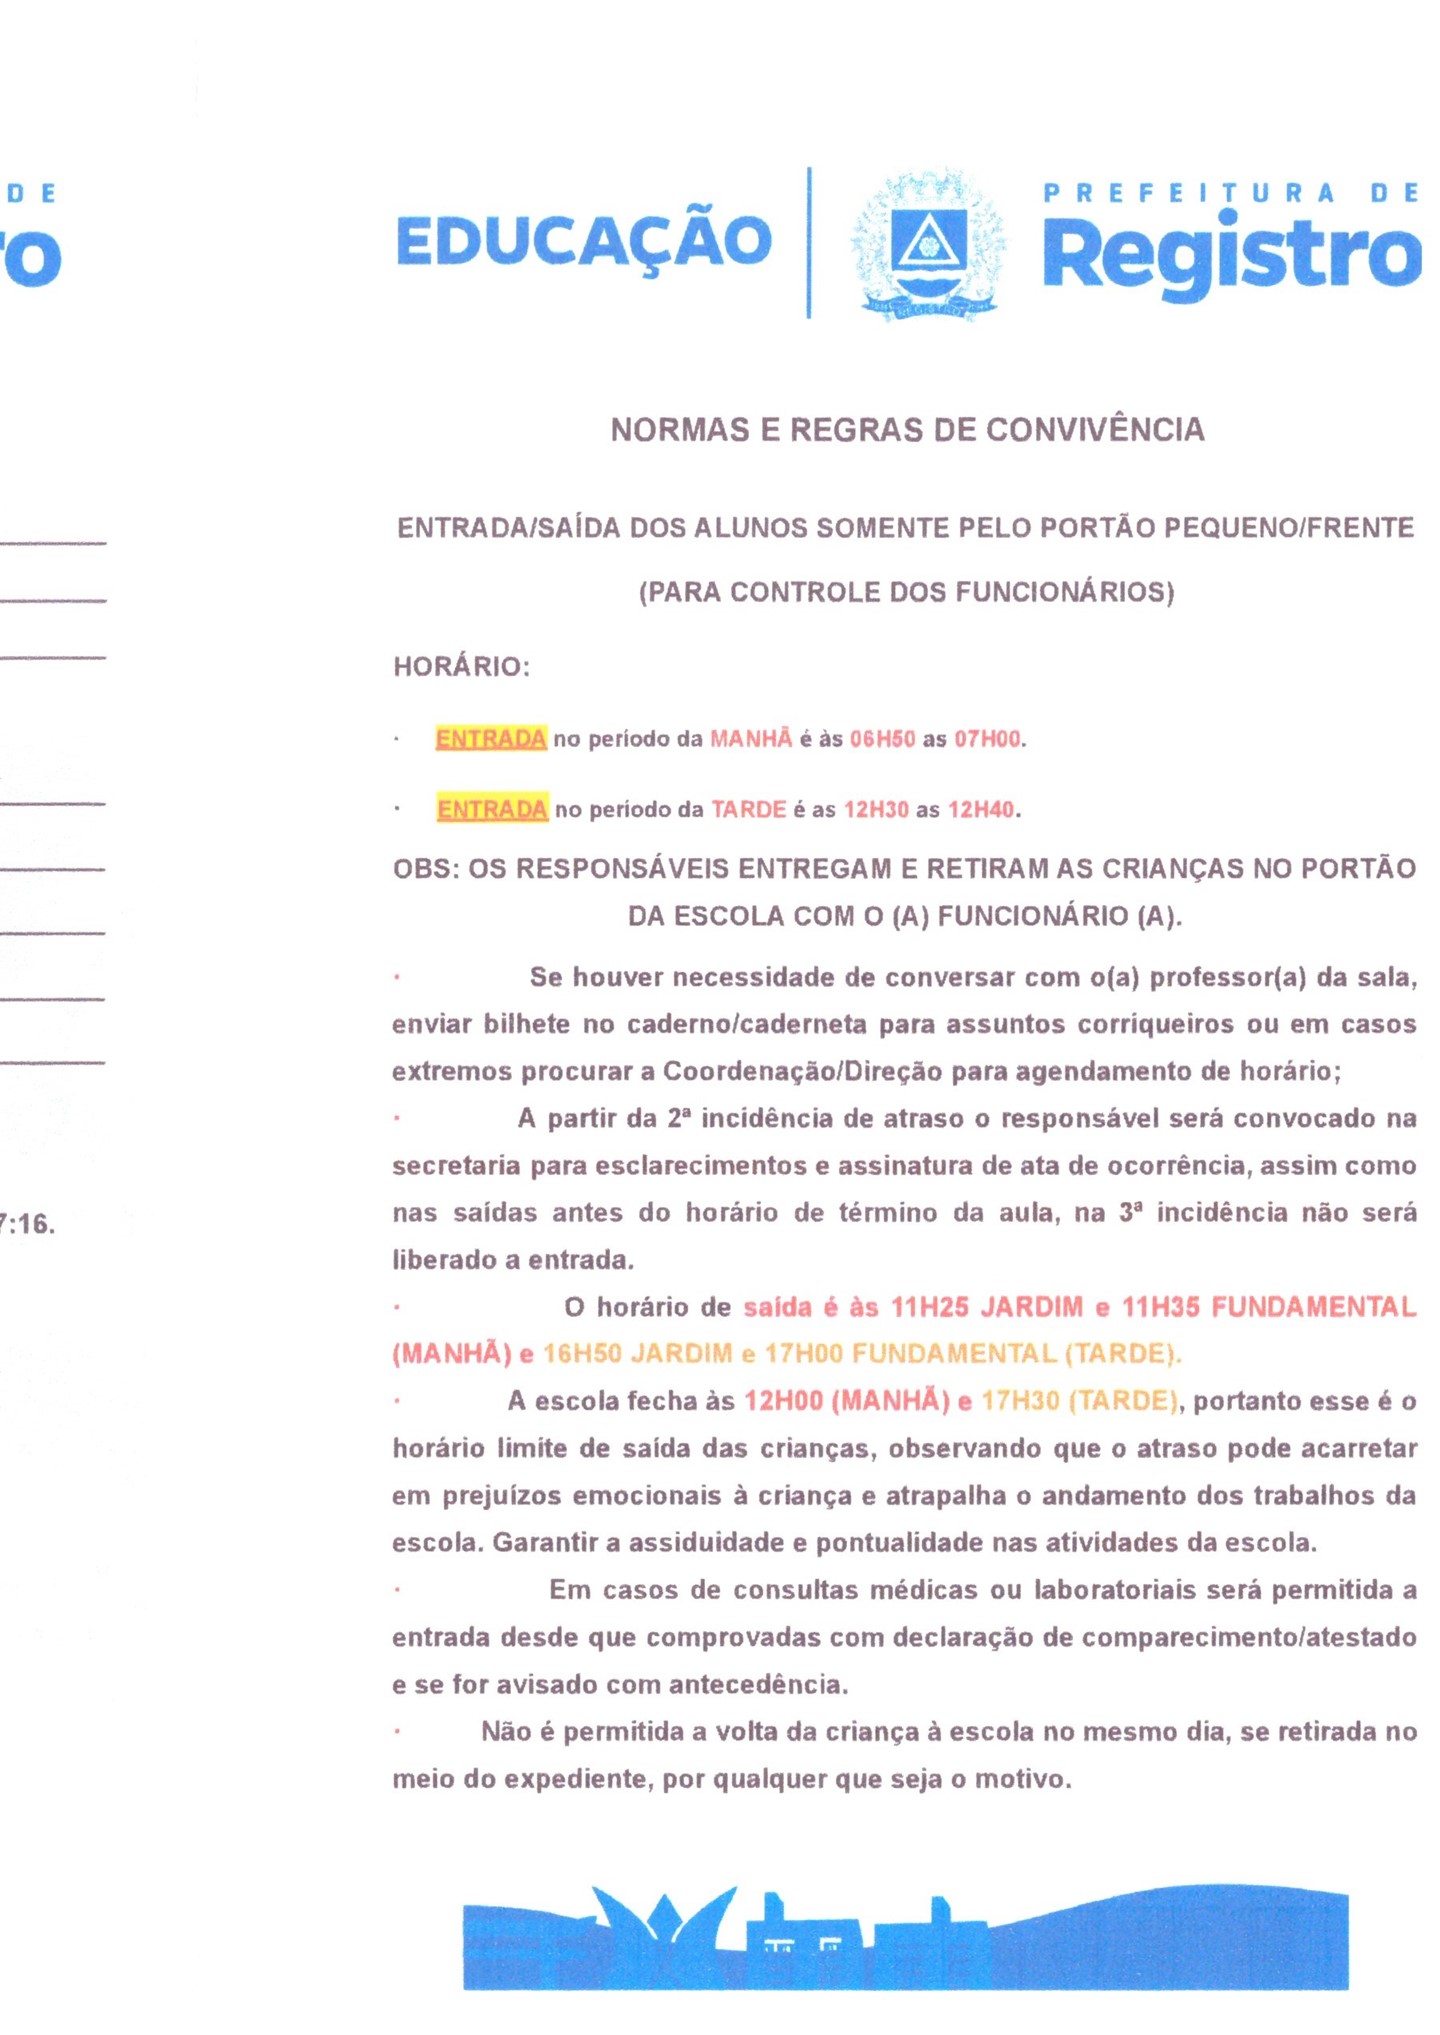 DE
ro
7:16.
EDUCAÇÃO
PREFEITURA DE
Registro
REGISTRO
NORMAS E REGRAS DE CONVIVÊNCIA
ENTRADA/SAÍDA DOS ALUNOS SOMENTE PELO PORTÃO PEQUENO/FRENTE
(PARA CONTROLE DOS FUNCIONÁRIOS)
HORÁRIO:
· ENTRADA no período da MANHÃ é às 06H50 as 07H00.
· ENTRADA no período da TARDE é as 12H30 as 12H40.
OBS: OS RESPONSÁVEIS ENTREGAM E RETIRAM AS CRIANÇAS NO PORTÃO
DA ESCOLA COM O (A) FUNCIONÁRIO (A).
· Se houver necessidade de conversar com o(a) professor(a) da sala,
enviar bilhete no caderno/caderneta para assuntos corriqueiros ou em casos
extremos procurar a Coordenação/Direção para agendamento de horário;
· A partir da 2ª incidência de atraso o responsável será convocado na
secretaria para esclarecimentos e assinatura de ata de ocorrência, assim como
nas saídas antes do horário de término da aula, na 3ª incidência não será
liberado a entrada.
· O horário de saída é às 11H25 JARDIM e 11H35 FUNDAMENTAL
(MANHÃ) e 16H50 JARDIM e 17H00 FUNDAMENTAL (TARDE).
· A escola fecha às 12H00 (MANHÃ) e 17H30 (TARDE), portanto esse é o
horário limite de saída das crianças, observando que o atraso pode acarretar
em prejuízos emocionais à criança e atrapalha o andamento dos trabalhos da
escola. Garantir a assiduidade e pontualidade nas atividades da escola.
· Em casos de consultas médicas ou laboratoriais será permitida a
entrada desde que comprovadas com declaração de comparecimento/atestado
e se for avisado com antecedência.
· Não é permitida a volta da criança à escola no mesmo dia, se retirada no
meio do expediente, por qualquer que seja o motivo.